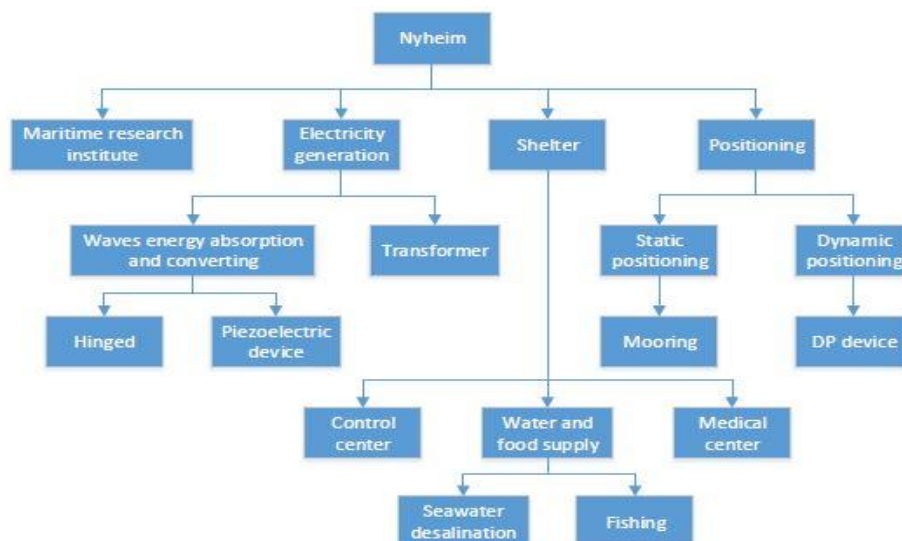 Nyheim
Maritime research
institute
Electricity
generation
Shelter
Positioning
Waves energy absorption
and converting
Transformer
Static
positioning
Dynamic
positioning
Hinged
Piezoelectric
device
Mooring
DP device
Control
center
Water and
food supply
Medical
center
Seawater
desalination
Fishing